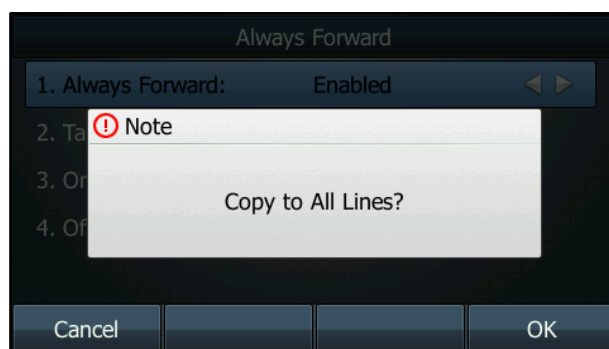 Always Forward
1. Always Forward: Enabled
2. Ta
Note
3. Or
Copy to All Lines?
4. Of
Cancel OK